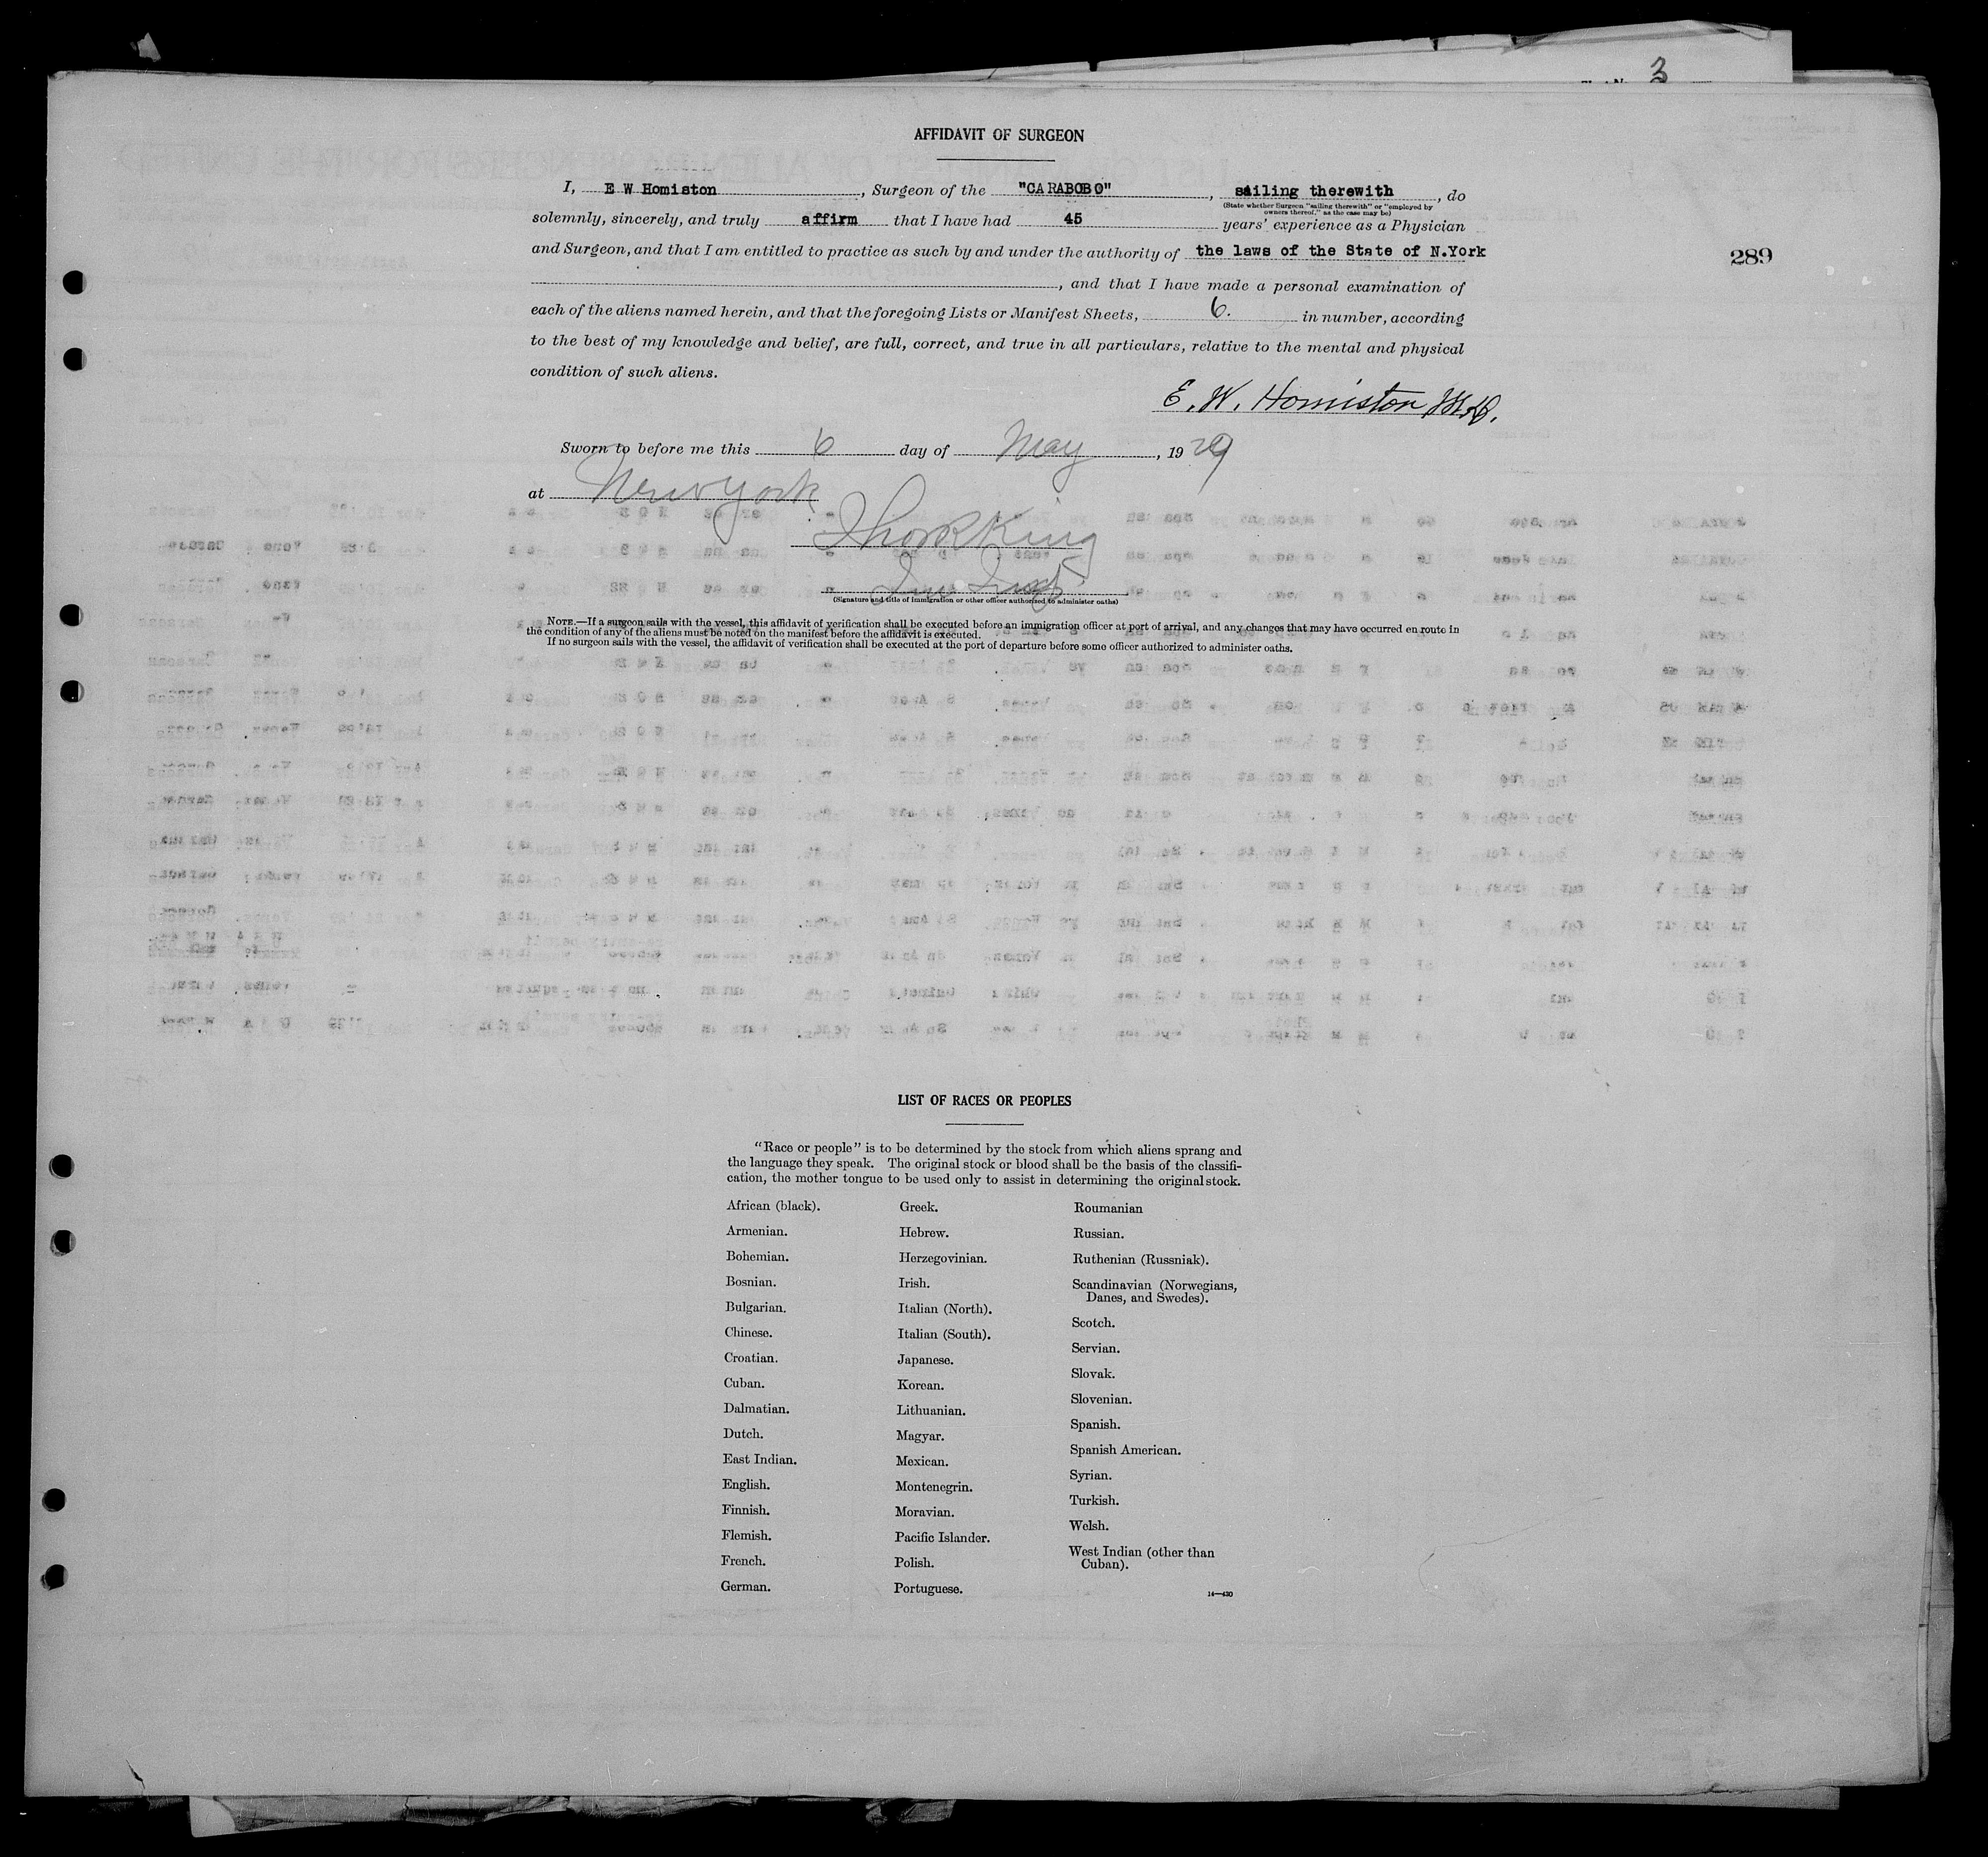 3
AFFIDAVIT OF SURGEON
I, E W Homiston, Surgeon of the "CARABOBO", sailing therewith, do
(State whether Surgeon "sailing therewith" or "employed by
owners thereof," as the case may be)
solemnly, sincerely, and truly affirm that I have had 45 years' experience as a Physician
and Surgeon, and that I am entitled to practice as such by and under the authority of the laws of the State of N.York
289
, and that I have made a personal examination of
each of the aliens named herein, and that the foregoing Lists or Manifest Sheets, 6. in number, according
to the best of my knowledge and belief, are full, correct, and true in all particulars, relative to the mental and physical
condition of such aliens.
E. W. Homiston M.D.
Sworn to before me this 6 day of May, 1929
at New York
King
(Signature and title of immigration or other officer authorized to administer oaths)
NOTE.—If a surgeon sails with the vessel, this affidavit of verification shall be executed before an immigration officer at port of arrival, and any changes that may have occurred en route in
the condition of any of the aliens must be noted on the manifest before the affidavit is executed.
If no surgeon sails with the vessel, the affidavit of verification shall be executed at the port of departure before some officer authorized to administer oaths.
LIST OF RACES OR PEOPLES
"Race or people" is to be determined by the stock from which aliens sprang and
the language they speak. The original stock or blood shall be the basis of the classifi-
cation, the mother tongue to be used only to assist in determining the original stock.
African (black).
Armenian.
Bohemian.
Bosnian.
Bulgarian.
Chinese.
Croatian.
Cuban.
Dalmatian.
Dutch.
East Indian.
English.
Finnish.
Flemish.
French.
German.
Greek.
Hebrew.
Herzegovinian.
Irish.
Italian (North).
Italian (South).
Japanese.
Korean.
Lithuanian.
Magyar.
Mexican.
Montenegrin.
Moravian.
Pacific Islander.
Polish.
Portuguese.
Roumanian
Russian.
Ruthenian (Russniak).
Scandinavian (Norwegians,
Danes, and Swedes).
Scotch.
Servian.
Slovak.
Slovenian.
Spanish.
Spanish American.
Syrian.
Turkish.
Welsh.
West Indian (other than
Cuban).
14—430